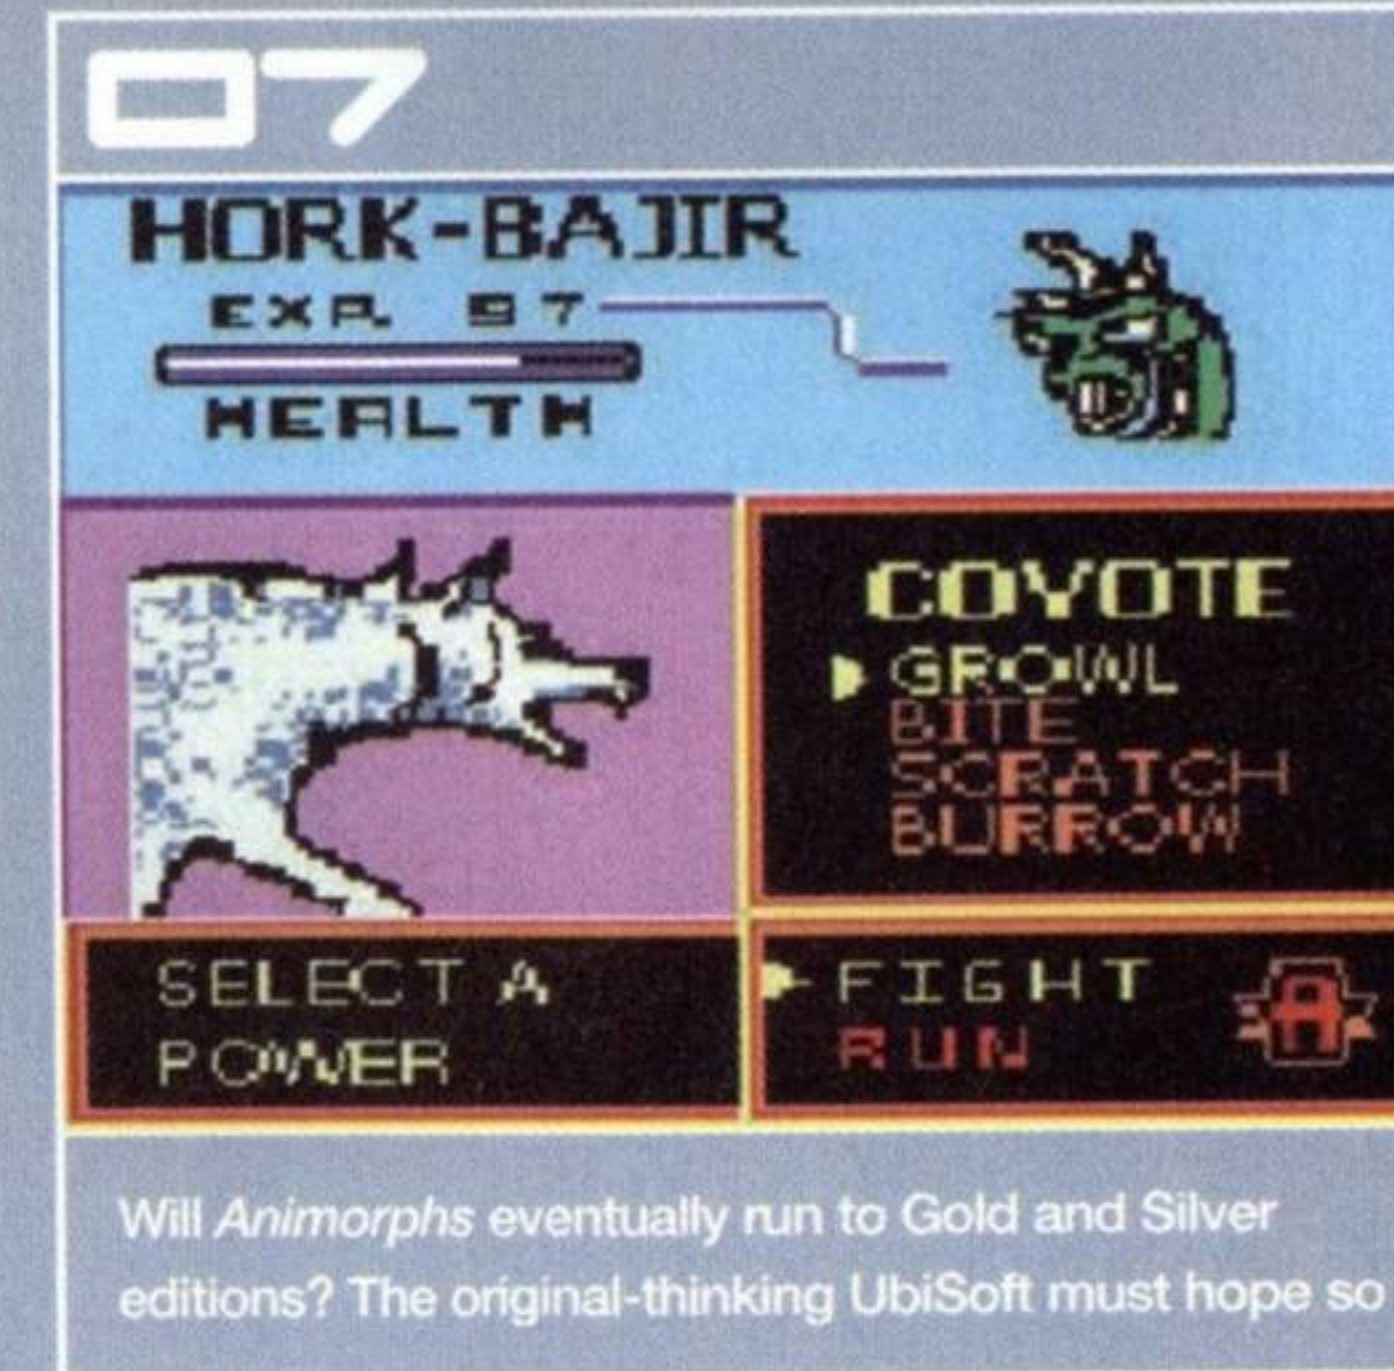 07
HORK-BAJIR
EXP. 97
HEALTH
COYOTE
GROWL
BITE
SCRATCH
BURROW
SELECT A
POWER
FIGHT
RUN
A
Will Animorphs eventually run to Gold and Silver
editions? The original-thinking UbiSoft must hope so